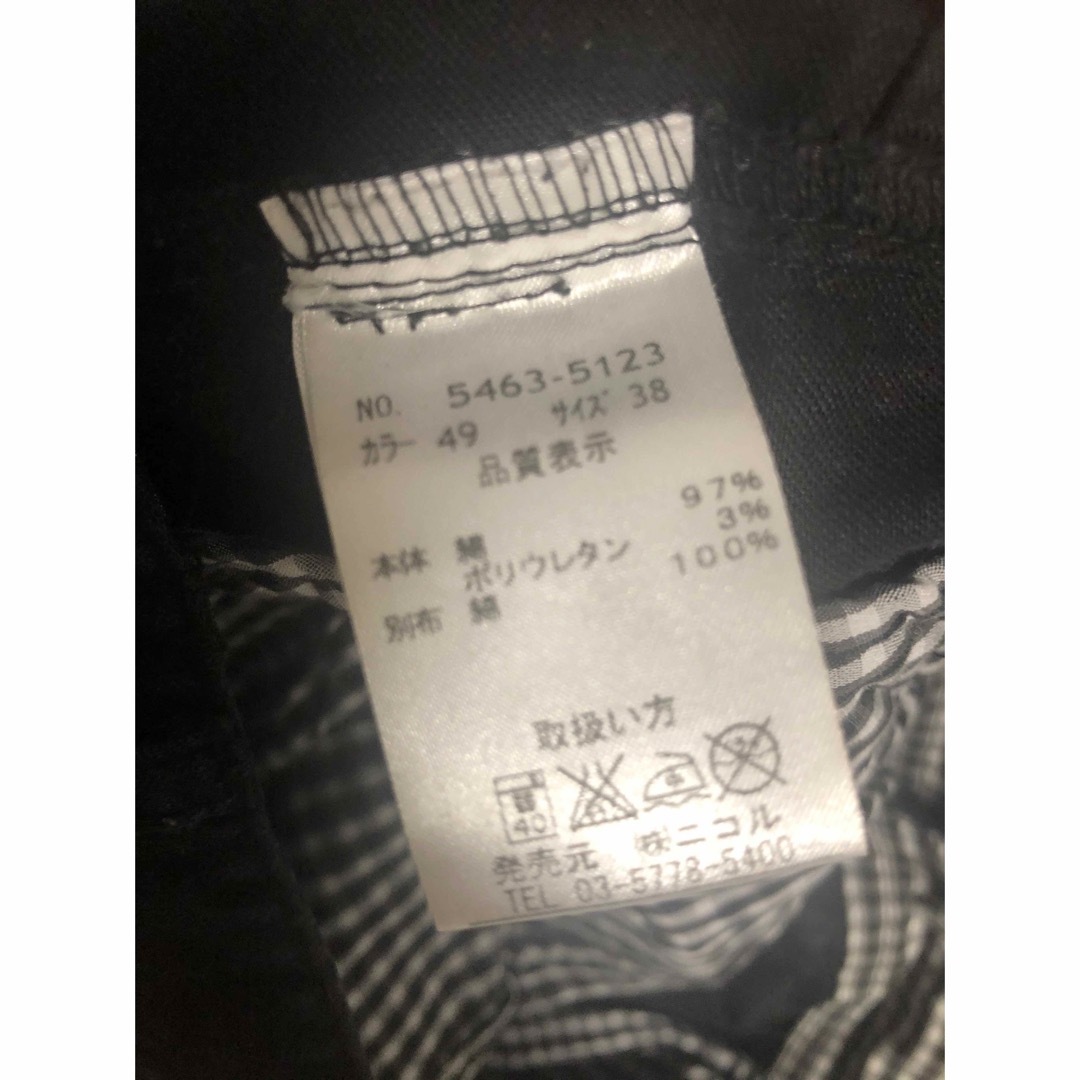 NO. 5463-5123
カラー 49 サイズ 38
品質表示
本体 綿 97%
ポリウレタン 3%
別布 綿 100%
取扱い方
40
発売元 ㈱ニコル
TEL 03-5778-5400